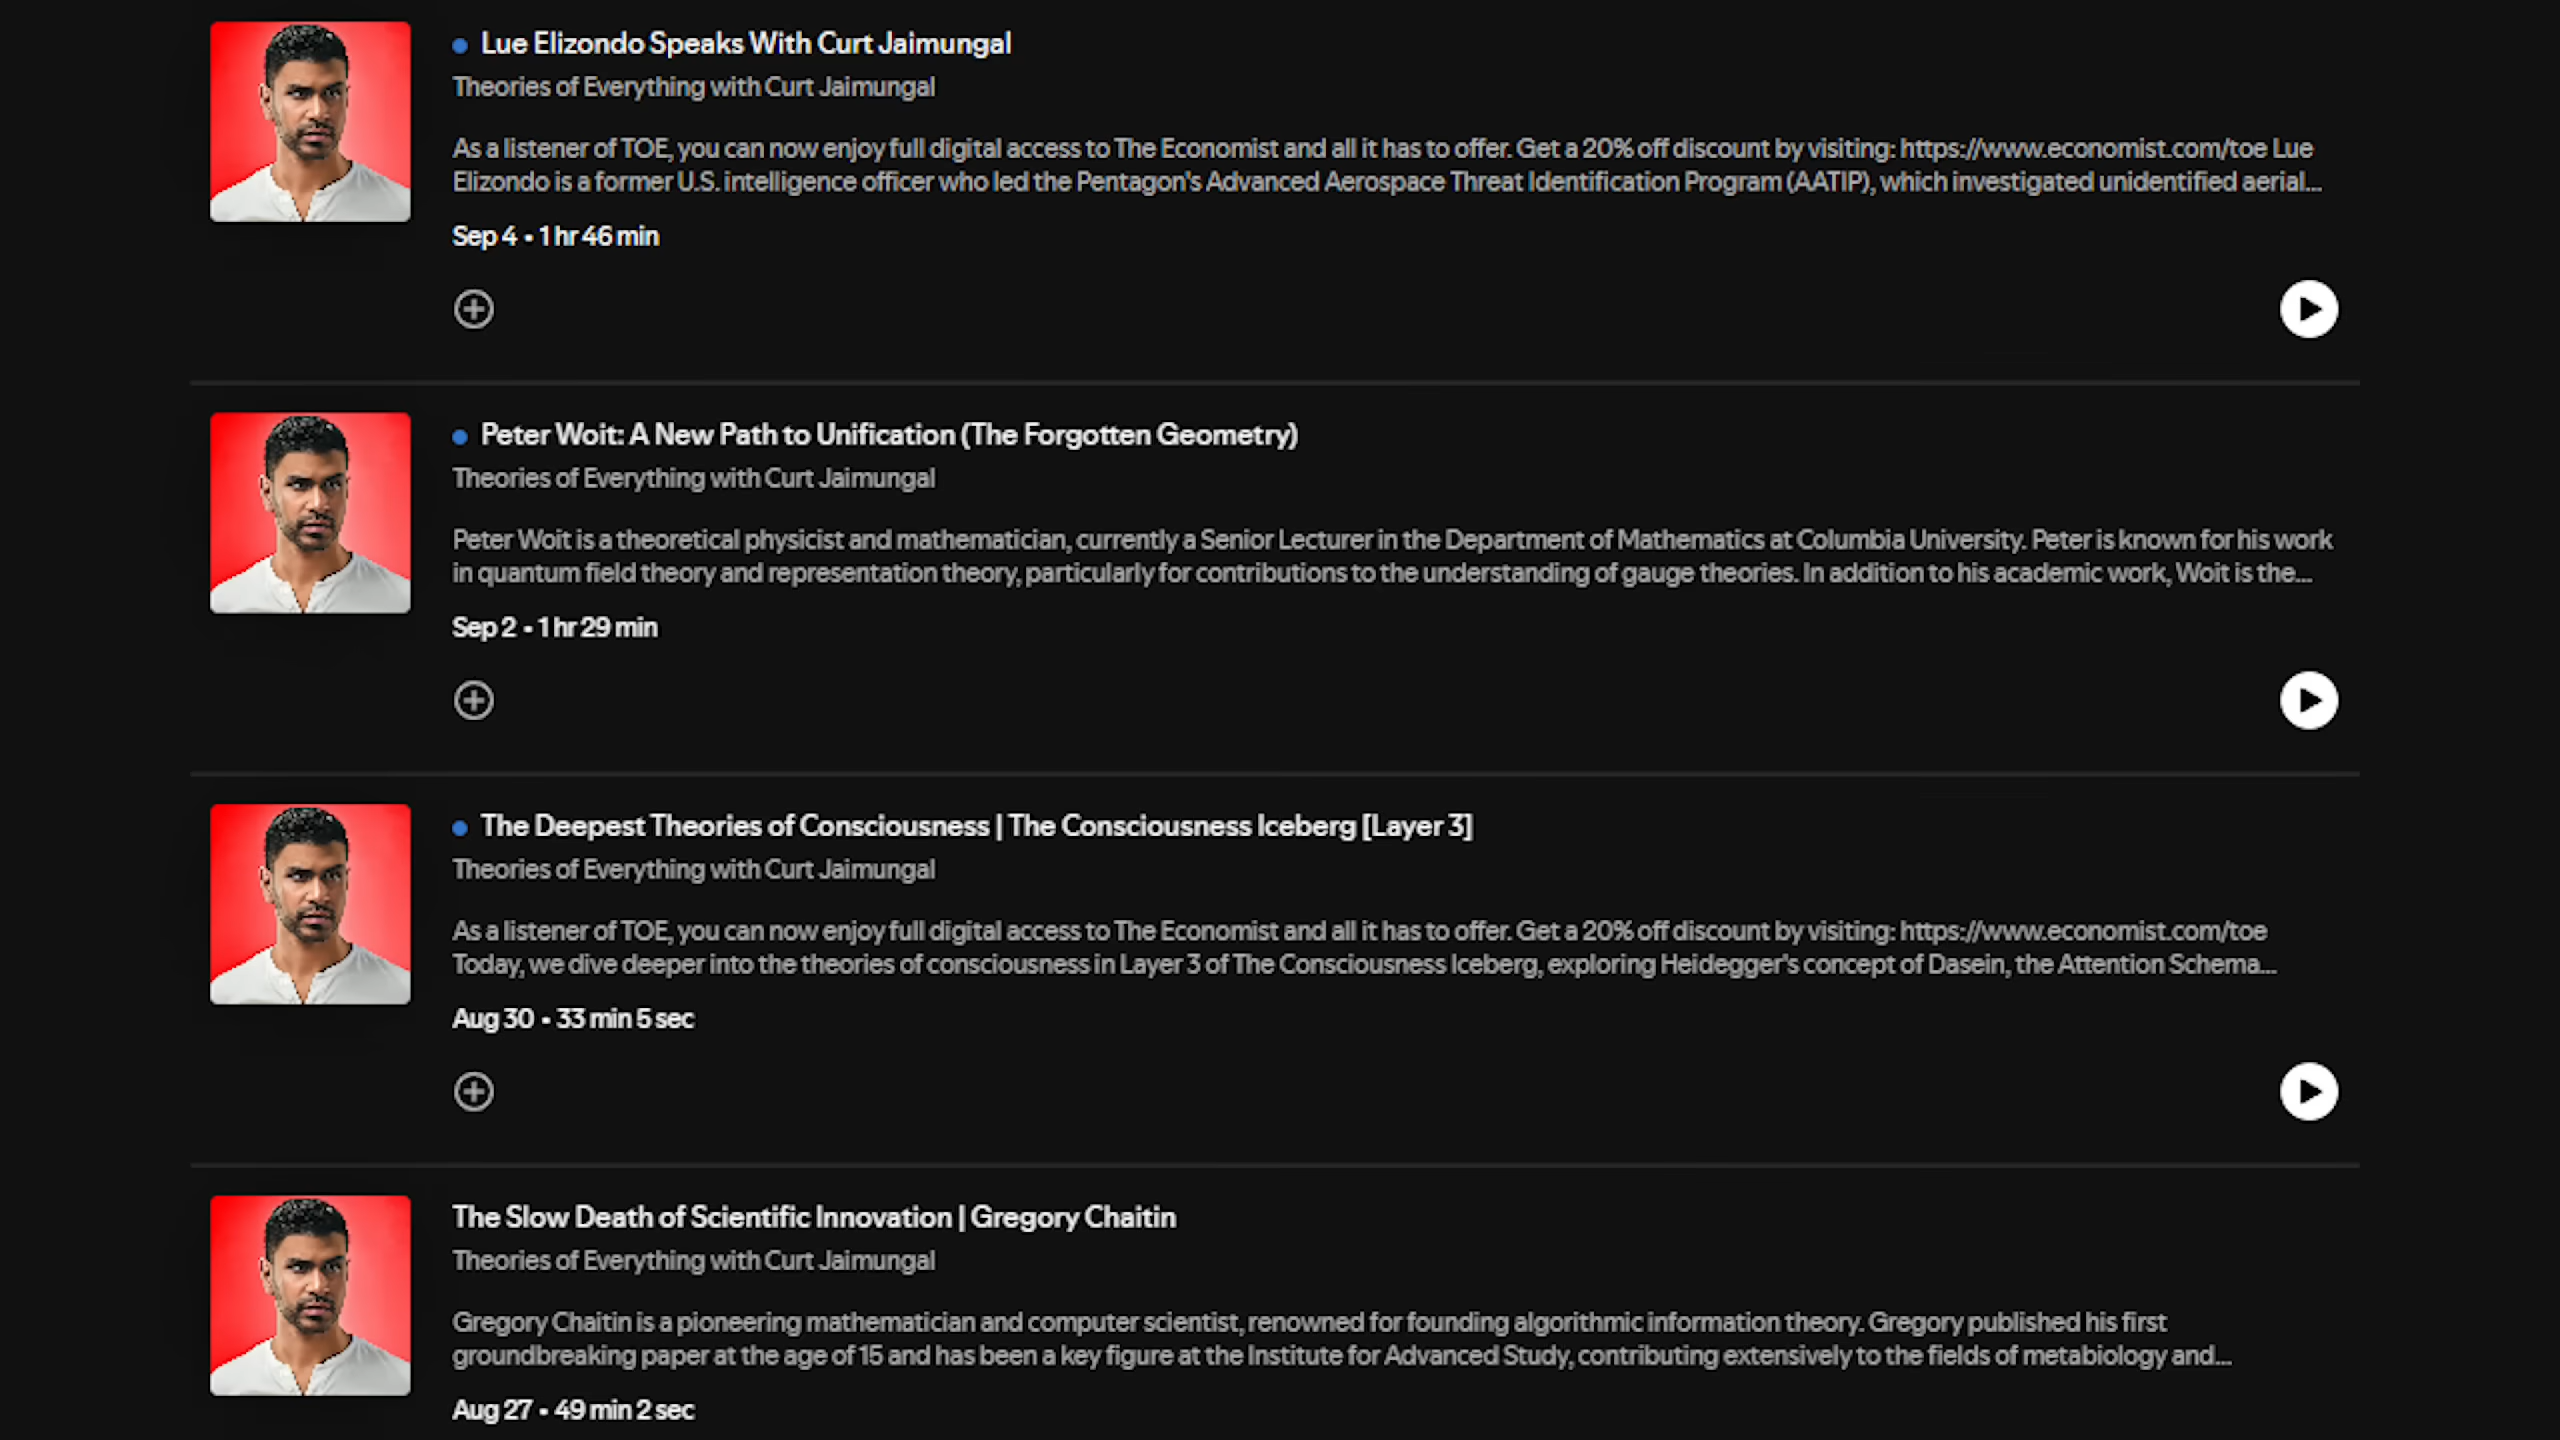 Lue Elizondo Speaks With Curt Jaimungal
Theories of Everything with Curt Jaimungal
As a listener of TOE, you can now enjoy full digital access to The Economist and all it has to offer. Get a 20% off discount by visiting: https://www.economist.com/toe Lue
Elizondo is a former U.S. intelligence officer who led the Pentagon's Advanced Aerospace Threat Identification Program (AATIP), which investigated unidentified aerial...
Sep 4 • 1 hr 46 min
Peter Woit: A New Path to Unification (The Forgotten Geometry)
Theories of Everything with Curt Jaimungal
Peter Woit is a theoretical physicist and mathematician, currently a Senior Lecturer in the Department of Mathematics at Columbia University. Peter is known for his work
in quantum field theory and representation theory, particularly for contributions to the understanding of gauge theories. In addition to his academic work, Woit is the...
Sep 2 • 1 hr 29 min
The Deepest Theories of Consciousness | The Consciousness Iceberg [Layer 3]
Theories of Everything with Curt Jaimungal
As a listener of TOE, you can now enjoy full digital access to The Economist and all it has to offer. Get a 20% off discount by visiting: https://www.economist.com/toe
Today, we dive deeper into the theories of consciousness in Layer 3 of The Consciousness Iceberg, exploring Heidegger's concept of Dasein, the Attention Schema...
Aug 30 • 33 min 5 sec
The Slow Death of Scientific Innovation | Gregory Chaitin
Theories of Everything with Curt Jaimungal
Gregory Chaitin is a pioneering mathematician and computer scientist, renowned for founding algorithmic information theory. Gregory published his first
groundbreaking paper at the age of 15 and has been a key figure at the Institute for Advanced Study, contributing extensively to the fields of metabiology and...
Aug 27 • 49 min 2 sec